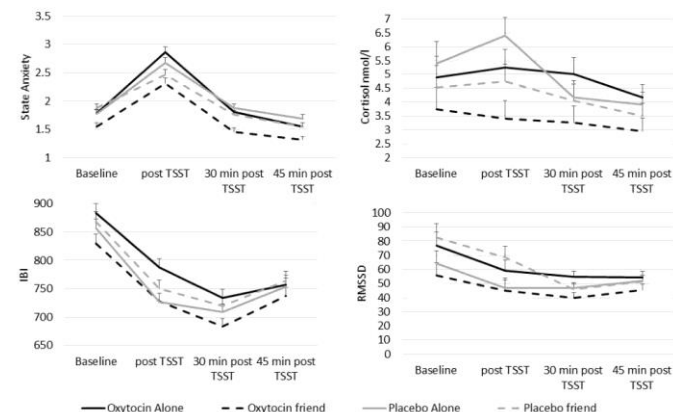 3.5
3
2.5
2
1.5
1
State Anxiety
Baseline post TSST 30 min post 45 min post
TSST TSST
7
6.5
6
5.5
5
4.5
4
3.5
3
2.5
2
Cortisol nmol/l
Baseline post TSST 30 min post 45 min post
TSST TSST
900
850
800
750
700
650
IBI
Baseline post TSST 30 min post 45 min post
TSST TSST
100
90
80
70
60
50
40
30
20
10
0
RMSSD
Baseline post TSST 30 min post 45 min post
TSST TSST
Oxytocin Alone Oxytocin friend Placebo Alone Placebo friend